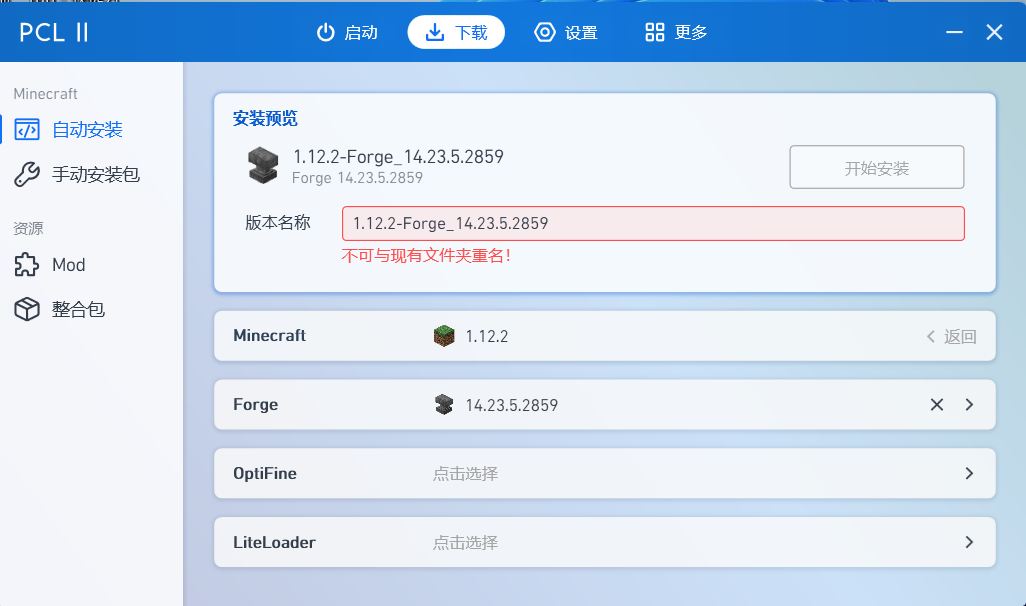 PCL II
启动
下载
设置
更多
Minecraft
自动安装
手动安装包
资源
Mod
整合包
安装预览
1.12.2-Forge_14.23.5.2859
Forge 14.23.5.2859
开始安装
版本名称
1.12.2-Forge_14.23.5.2859
不可与现有文件夹重名！
Minecraft
1.12.2
返回
Forge
14.23.5.2859
OptiFine
点击选择
LiteLoader
点击选择